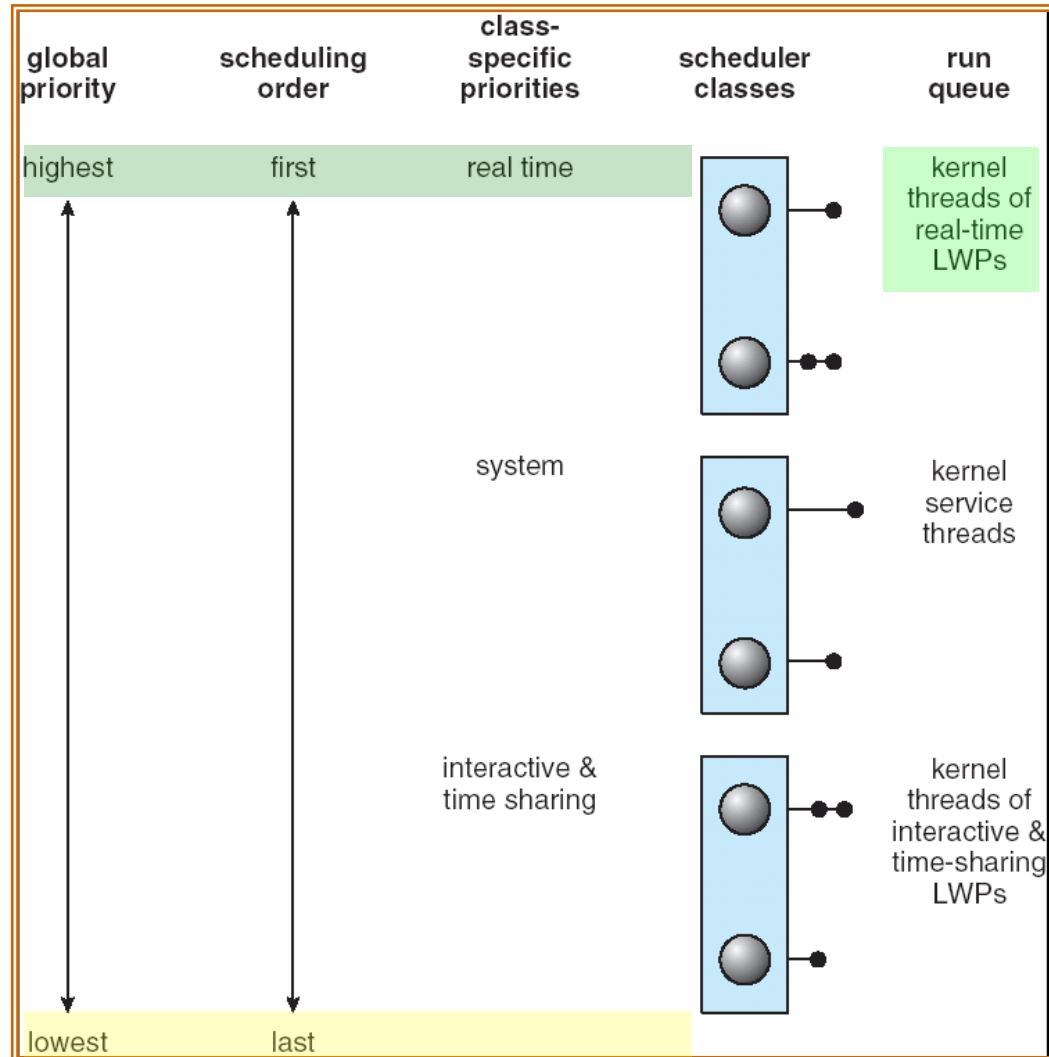 global
priority
scheduling
order
class-
specific
priorities
scheduler
classes
run
queue
highest
first
real time
kernel
threads of
real-time
LWPs
system
kernel
service
threads
interactive &
time sharing
kernel
threads of
interactive &
time-sharing
LWPs
lowest
last